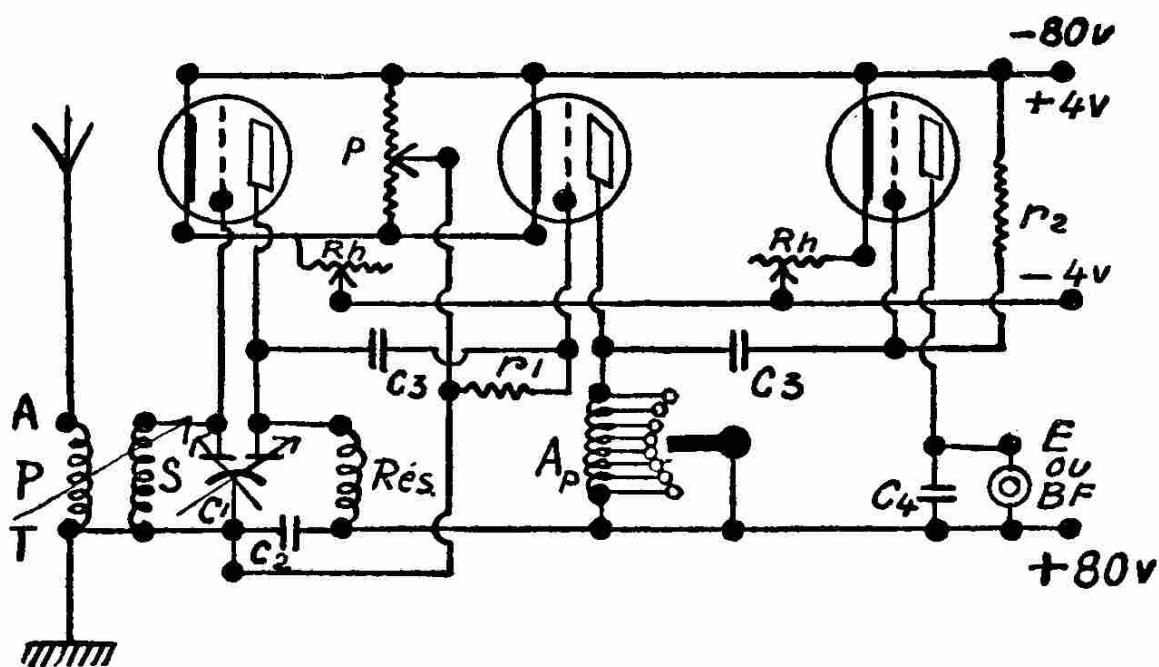 -80v
+4v
P
r2
Rh
Rh
-4v
C3
r1
C3
A
P
T
S
C1
Rés.
AP
C4
E
ou
BF
C2
+80v